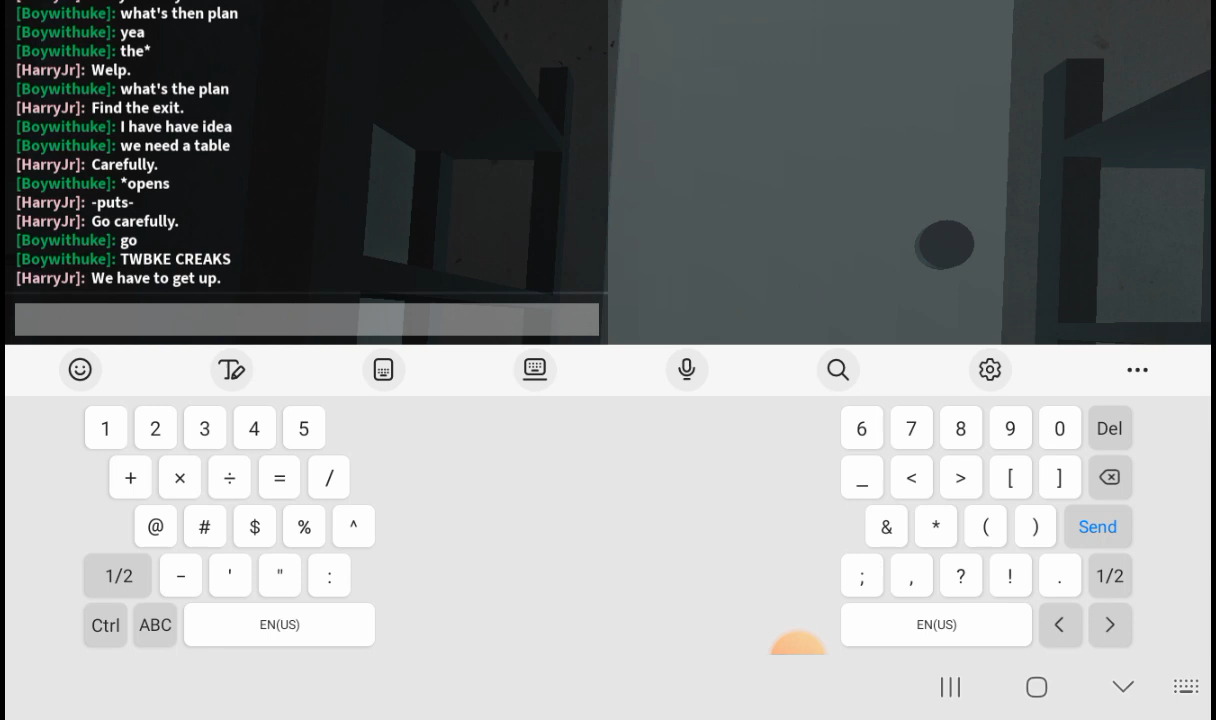 [Boywithuke]: what's then plan
[Boywithuke]: yea
[Boywithuke]: the*
[HarryJr]: Welp.
[Boywithuke]: what's the plan
[HarryJr]: Find the exit.
[Boywithuke]: I have have idea
[Boywithuke]: we need a table
[HarryJr]: Carefully.
[Boywithuke]: *opens
[HarryJr]: -puts-
[HarryJr]: Go carefully.
[Boywithuke]: go
[Boywithuke]: TWBKE CREAKS
[HarryJr]: We have to get up.
1 2 3 4 5 6 7 8 9 0 Del
+ × ÷ = / _ < > [ ]
@ # $ % ^ & * ( ) Send
1/2 - ' " : ; , ? ! . 1/2
Ctrl ABC EN(US) EN(US) < >